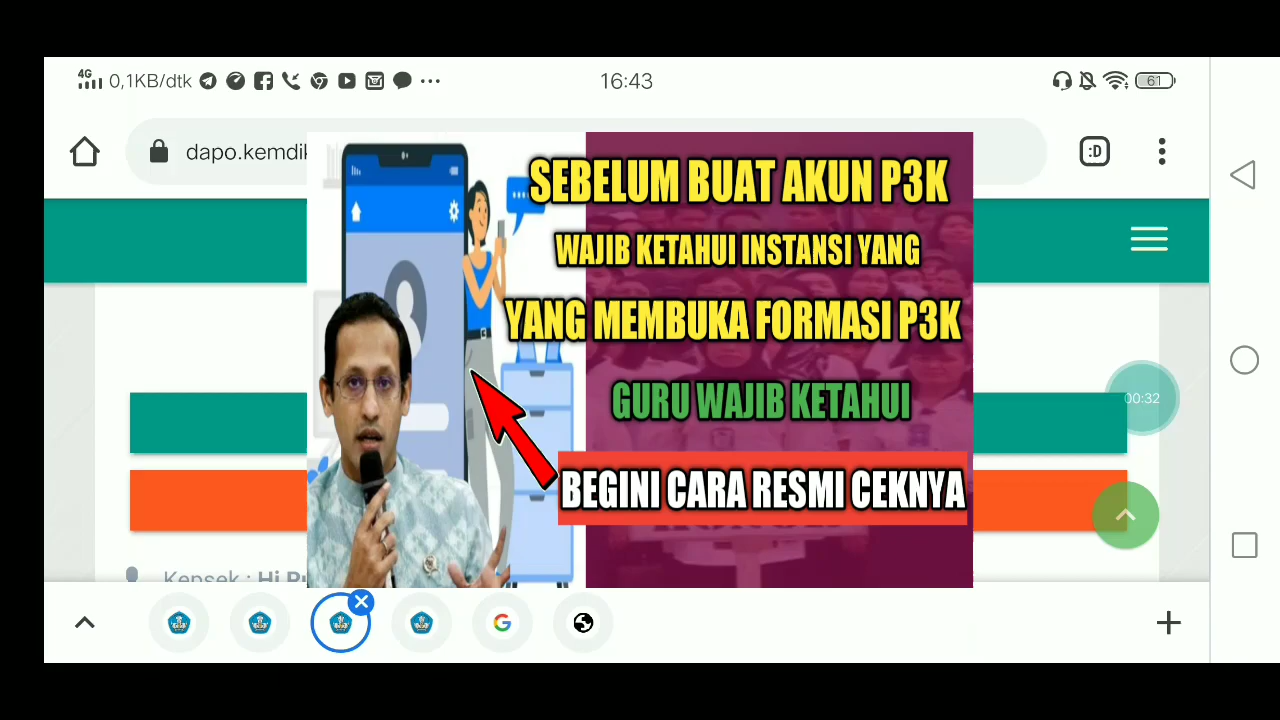 4G 0,1KB/dtk
16:43
61
dapo.kemdik
:D
SEBELUM BUAT AKUN P3K
WAJIB KETAHUI INSTANSI YANG
YANG MEMBUKA FORMASI P3K
GURU WAJIB KETAHUI
00:32
BEGINI CARA RESMI CEKNYA
Kepsek :